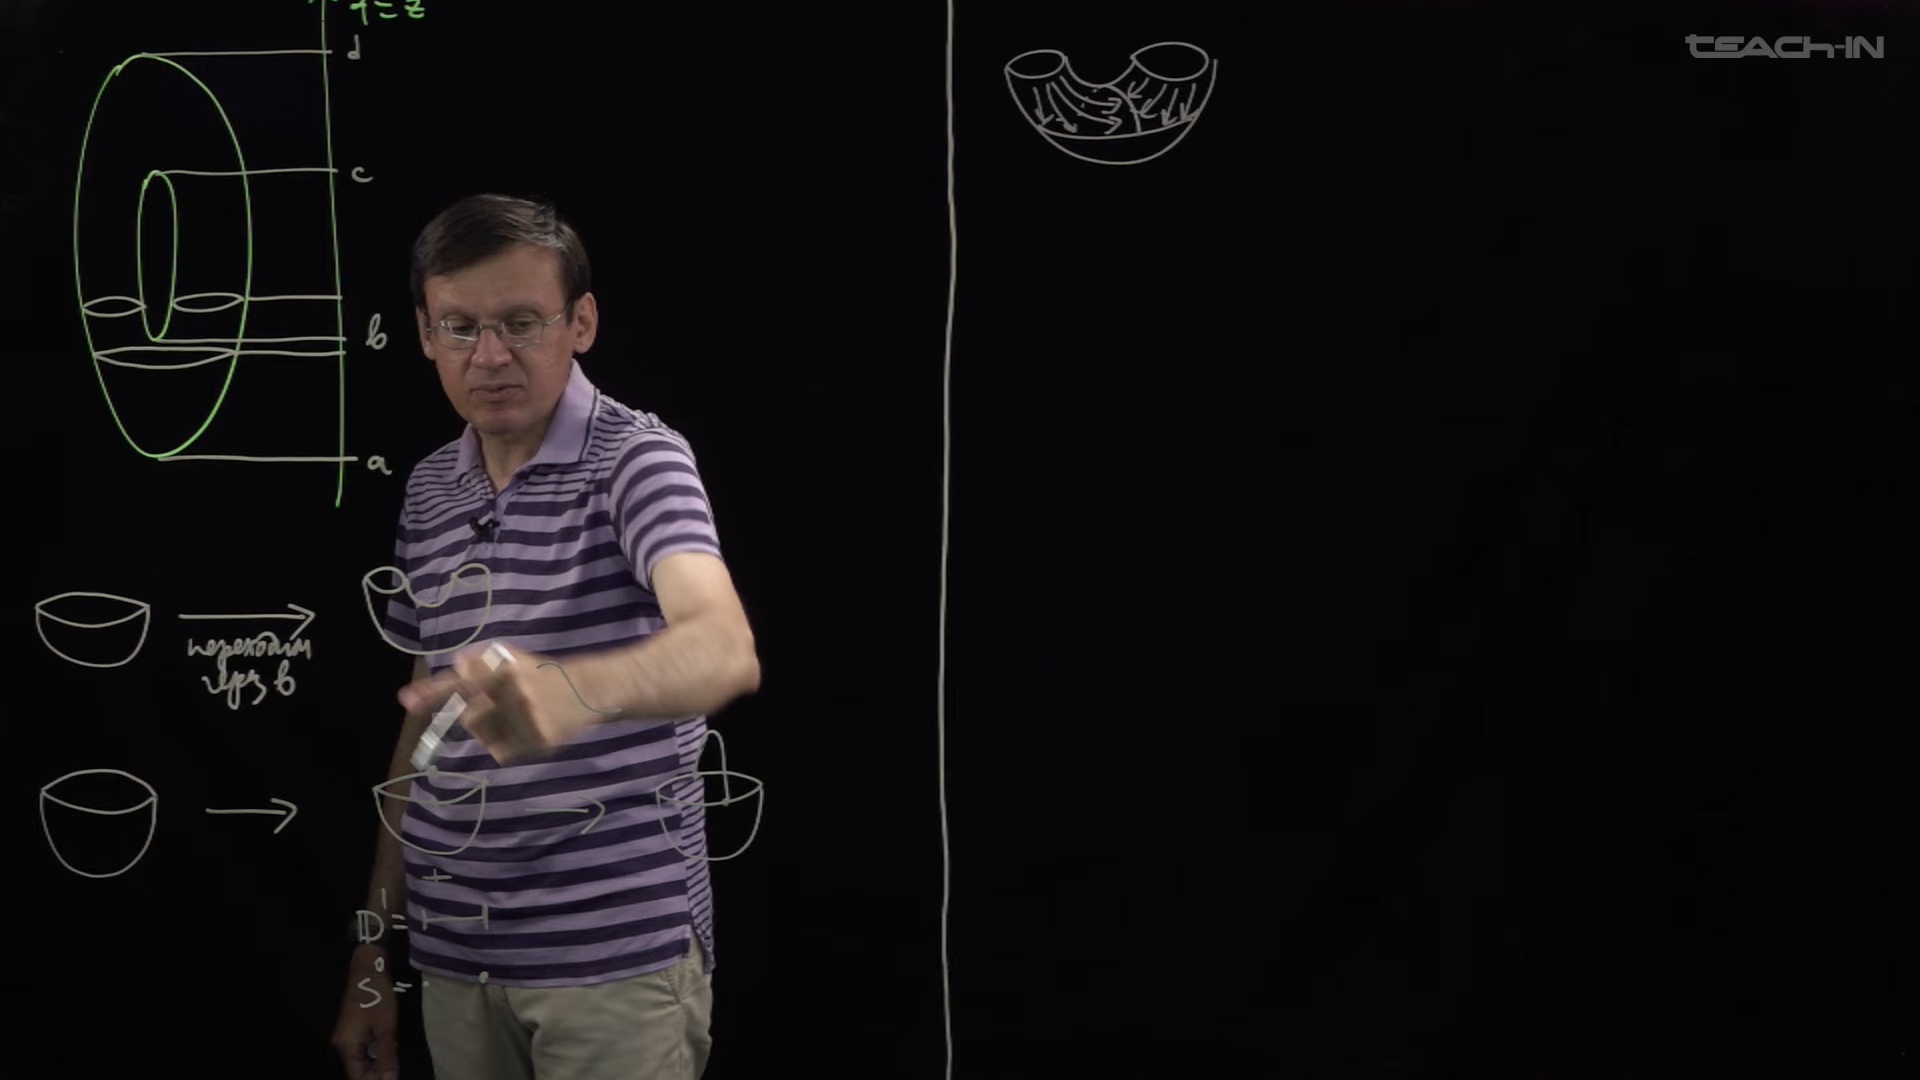 f=z
d
c
b
a
переходим
через b
+
D¹=
S⁰=
TEACH-IN